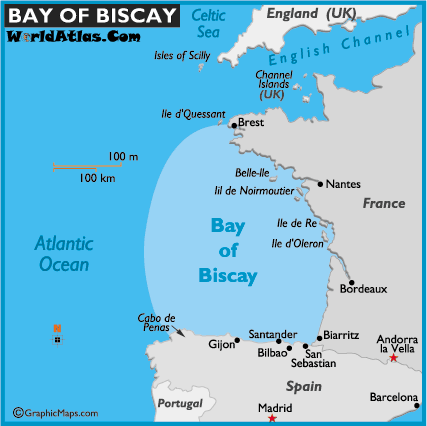 BAY OF BISCAY
WorldAtlas.Com
Celtic
Sea
England (UK)
English Channel
Isles of Scilly
Channel
Islands
(UK)
Ile d'Quessant
Brest
100 m
100 km
Belle-Ile
Iil de Noirmoutier
Nantes
France
Ile de Re
Ile d'Oleron
Bay
of
Biscay
Atlantic
Ocean
Bordeaux
Cabo de
Penas
Gijon
Santander
Bilbao
San
Sebastian
Biarritz
Andorra
la Vella
Spain
Portugal
Madrid
Barcelona
©GraphicMaps.com